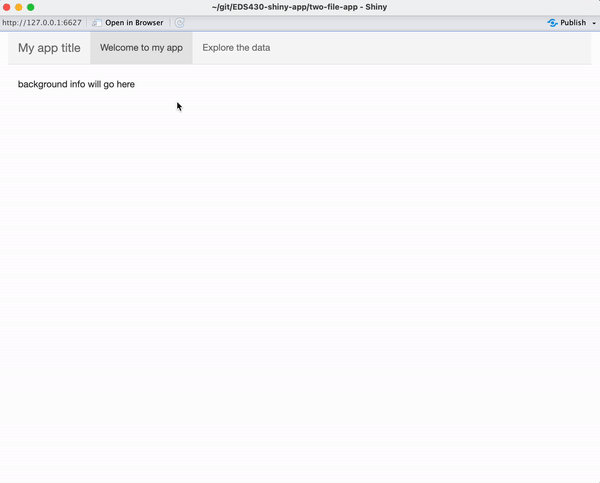 ~/git/EDS430-shiny-app/two-file-app - Shiny
http://127.0.0.1:6627 Open in Browser Publish
My app title Welcome to my app Explore the data
background info will go here